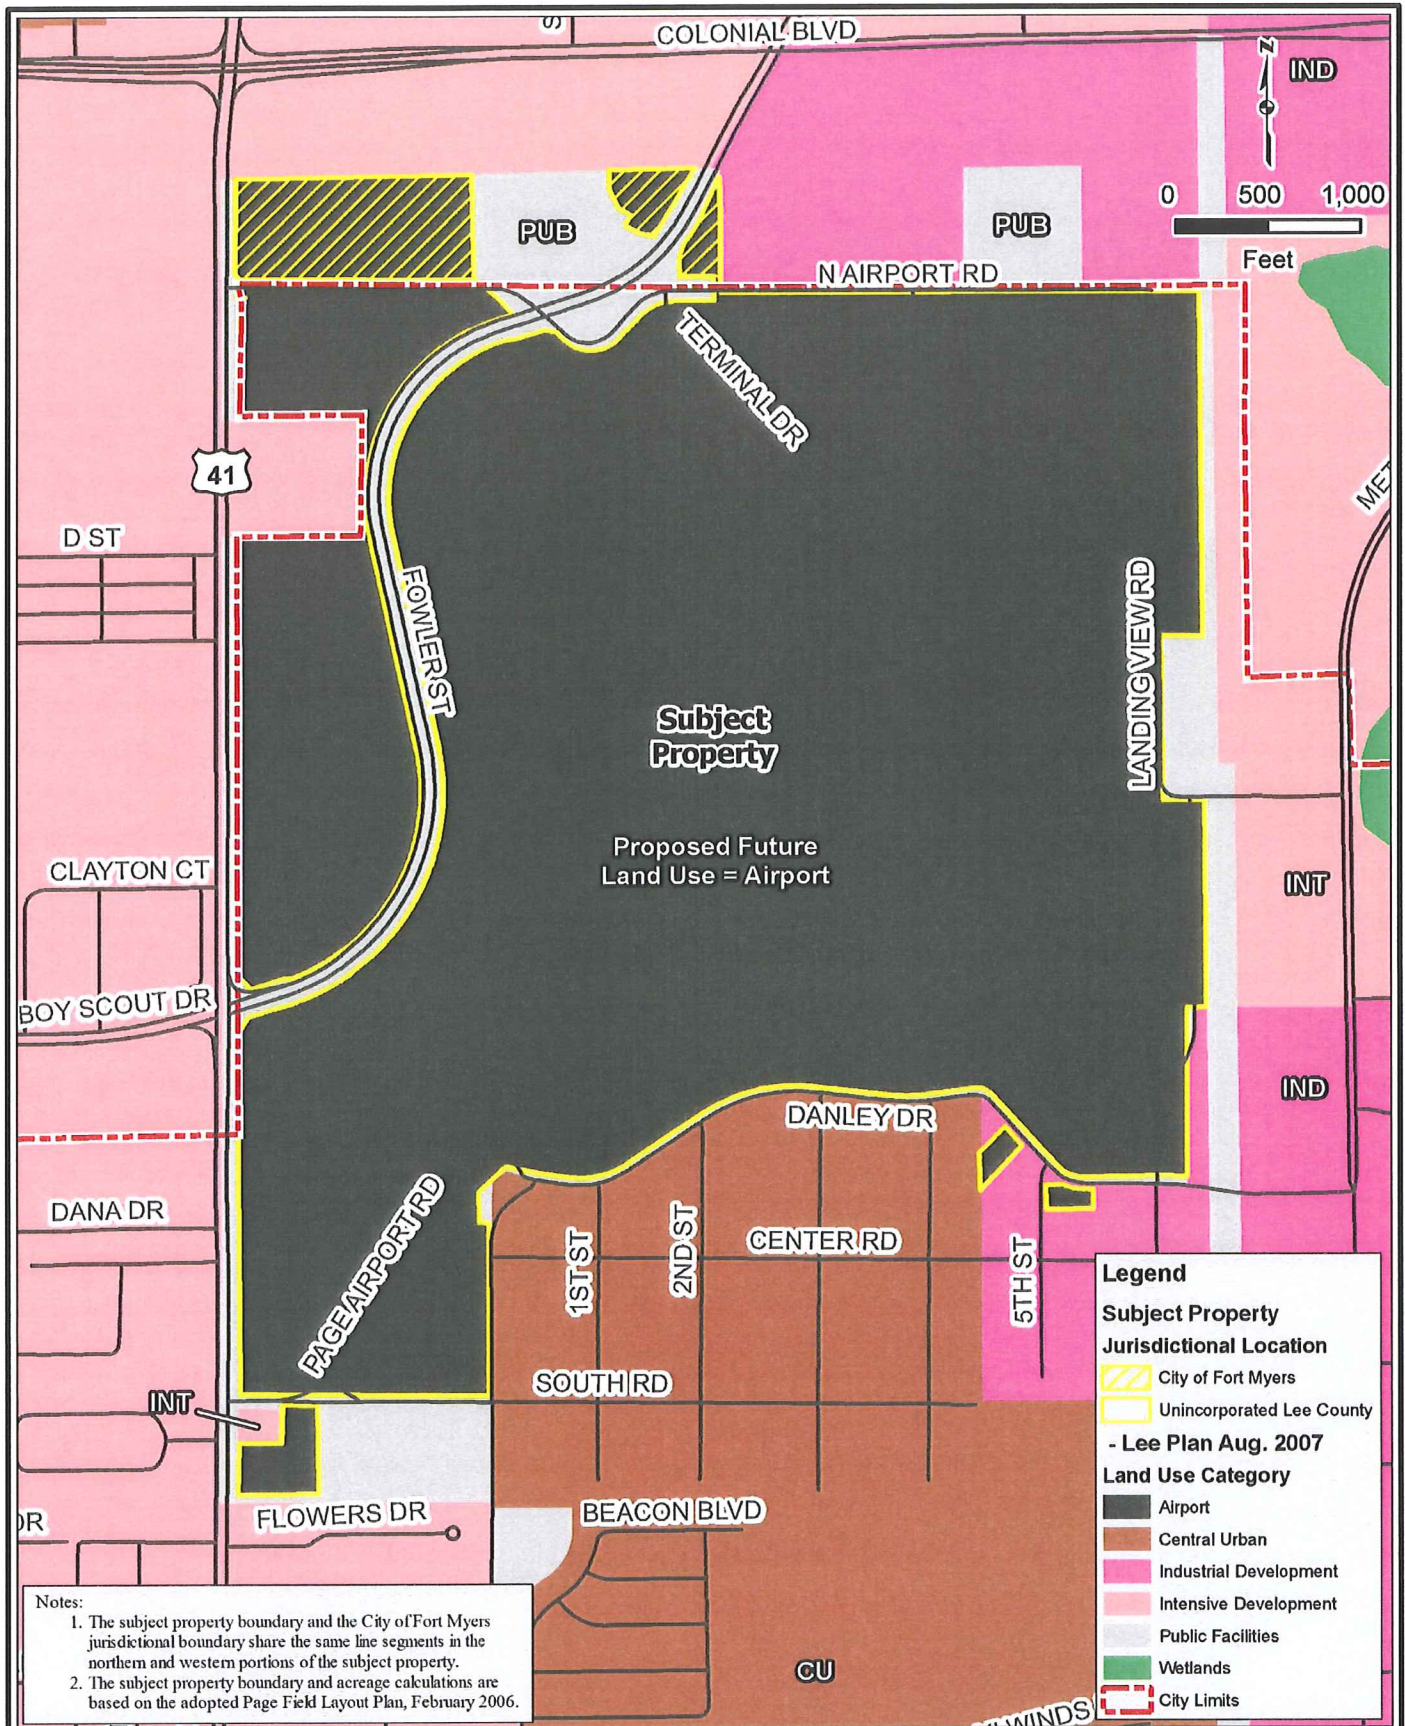 S
COLONIAL BLVD
N
IND
0 500 1,000
Feet
PUB
PUB
N AIRPORT RD
TERMINAL DR
41
MET
D ST
FOWLER ST
LANDING VIEW RD
Subject
Property
Proposed Future
Land Use = Airport
CLAYTON CT
INT
BOY SCOUT DR
IND
DANLEY DR
DANA DR
PAGE AIRPORT RD
1ST ST
2ND ST
CENTER RD
5TH ST
SOUTH RD
INT
FLOWERS DR
BEACON BLVD
DR
CU
WINDS
Legend
Subject Property
Jurisdictional Location
City of Fort Myers
Unincorporated Lee County
- Lee Plan Aug. 2007
Land Use Category
Airport
Central Urban
Industrial Development
Intensive Development
Public Facilities
Wetlands
City Limits
Notes:
1. The subject property boundary and the City of Fort Myers
jurisdictional boundary share the same line segments in the
northern and western portions of the subject property.
2. The subject property boundary and acreage calculations are
based on the adopted Page Field Layout Plan, February 2006.